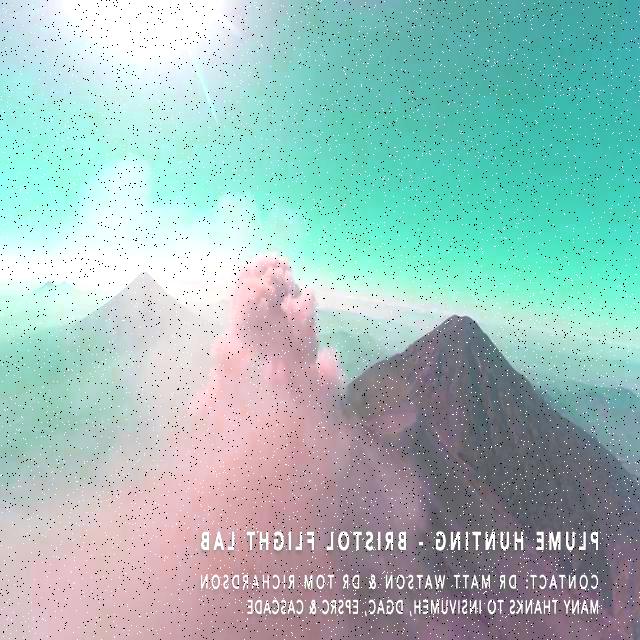 PLUME HUNTING - BRISTOL FLIGHT LAB
CONTACT: DR MATT WATSON & DR TOM RICHARDSON
MANY THANKS TO INSIVUMEH, DGAC, EPSRC & CASCADE